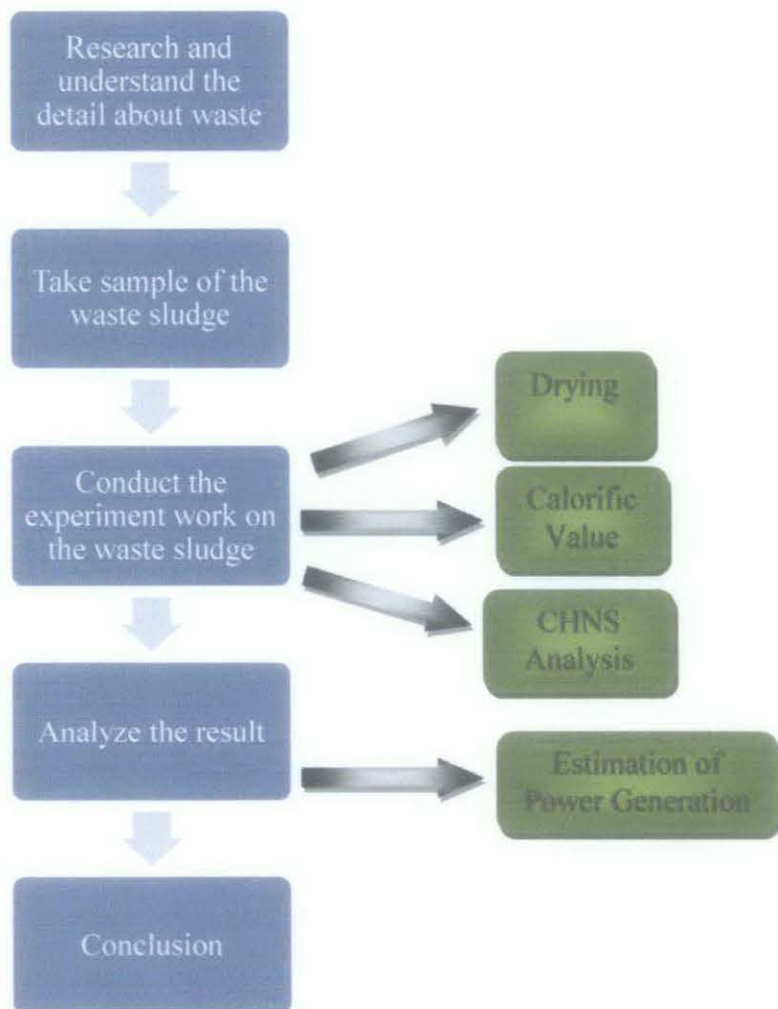 Research and
understand the
detail about waste
Take sample of the
waste sludge
Conduct the
experiment work on
the waste sludge
Drying
Calorific
Value
CHNS
Analysis
Analyze the result
Estimation of
Power Generation
Conclusion